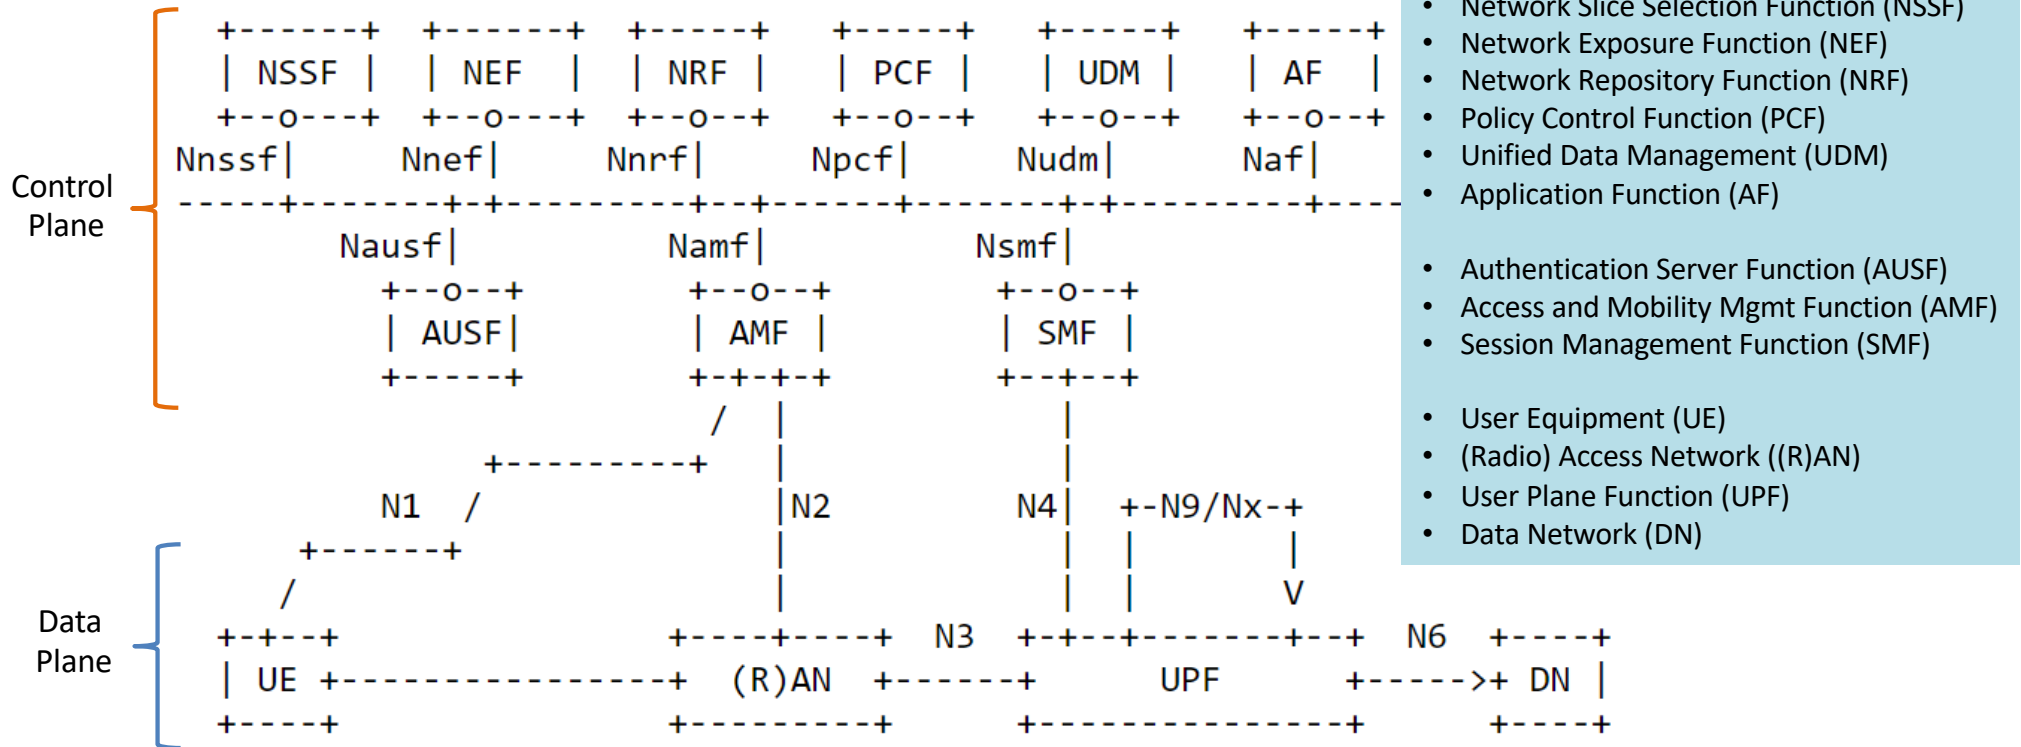 +------+  +------+  +-----+   +-----+   +-----+   +-----+
| NSSF |  | NEF  |  | NRF |   | PCF |   | UDM |   | AF  |
+--o---+  +--o---+  +--o--+   +--o--+   +--o--+   +--o--+
Nnssf|     Nnef|     Nnrf|     Npcf|     Nudm|      Naf|
-----+-------+-+---------+--+------+-------+-+---------+----
Nausf|          Namf|          Nsmf|
+--o--+        +--o--+        +--o--+
| AUSF|        | AMF |        | SMF |
+-----+        +-+-+-+        +--+--+
/  |             |
+---------+   |             |
N1  /               |N2         N4|  +-N9/Nx-+
+------+               |             |  |       |
/                       |             |  |       V
+-+--+                +----+----+  N3  +-+--+-------+--+  N6  +----+
| UE +----------------+  (R)AN  +------+      UPF      +----->+ DN |
+----+                +---------+      +---------------+      +----+
Control
Plane
Data
Plane
• Network Slice Selection Function (NSSF)
• Network Exposure Function (NEF)
• Network Repository Function (NRF)
• Policy Control Function (PCF)
• Unified Data Management (UDM)
• Application Function (AF)
• Authentication Server Function (AUSF)
• Access and Mobility Mgmt Function (AMF)
• Session Management Function (SMF)
• User Equipment (UE)
• (Radio) Access Network ((R)AN)
• User Plane Function (UPF)
• Data Network (DN)